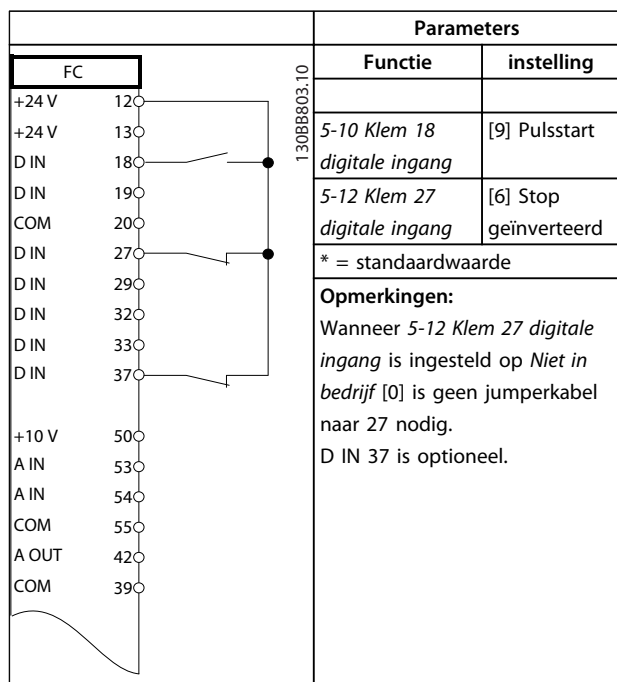 FC
+24 V 12
+24 V 13
D IN 18
D IN 19
COM 20
D IN 27
D IN 29
D IN 32
D IN 33
D IN 37
+10 V 50
A IN 53
A IN 54
COM 55
A OUT 42
COM 39
130BB803.10
Parameters
Functie instelling
5-10 Klem 18 [9] Pulsstart
digitale ingang
5-12 Klem 27 [6] Stop
digitale ingang geïnverteerd
* = standaardwaarde
Opmerkingen:
Wanneer 5-12 Klem 27 digitale
ingang is ingesteld op Niet in
bedrijf [0] is geen jumperkabel
naar 27 nodig.
D IN 37 is optioneel.